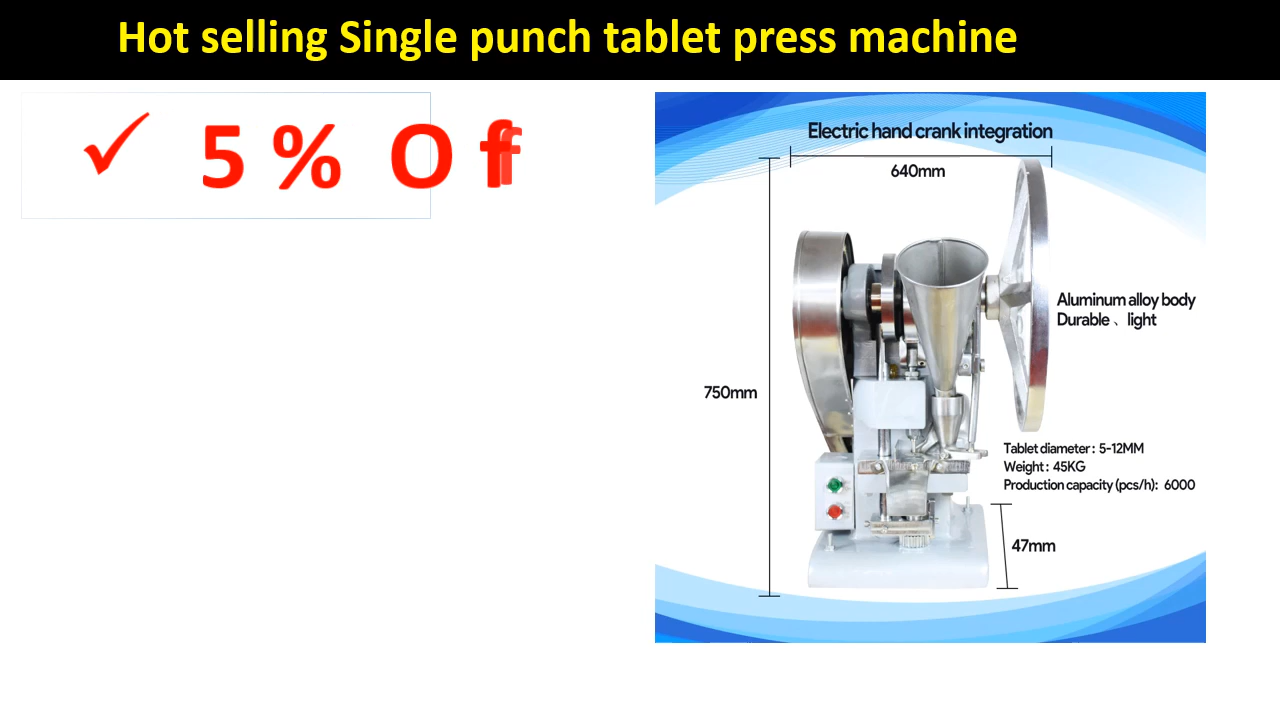 Hot selling Single punch tablet press machine
✓ 5% Of
Electric hand crank integration
640mm
Aluminum alloy body
Durable 、 light
750mm
Tablet diameter : 5-12MM
Weight : 45KG
Production capacity (pcs/h) : 6000
47mm